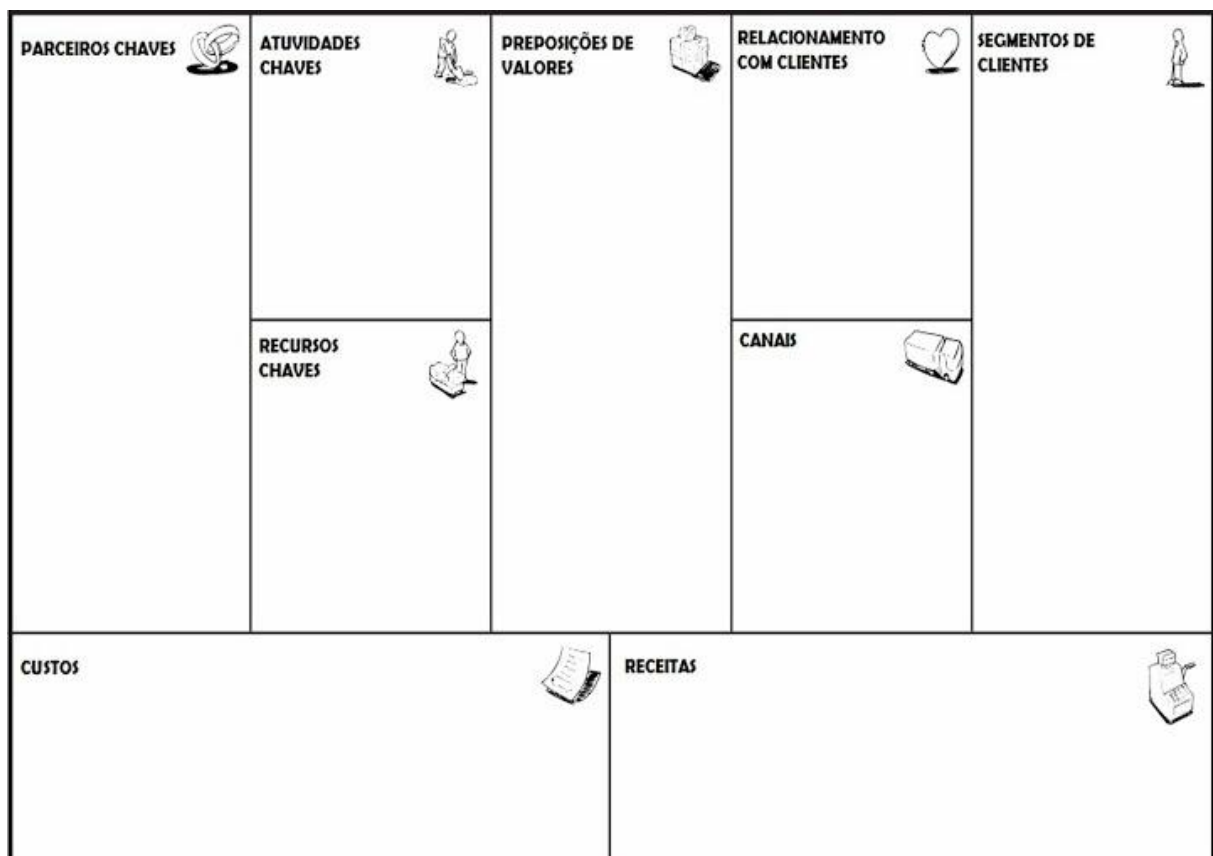 PARCEIROS CHAVES
ATUVIDADES
CHAVES
PREPOSIÇÕES DE
VALORES
RELACIONAMENTO
COM CLIENTES
SEGMENTOS DE
CLIENTES
RECURSOS
CHAVES
CANAIS
CUSTOS
RECEITAS